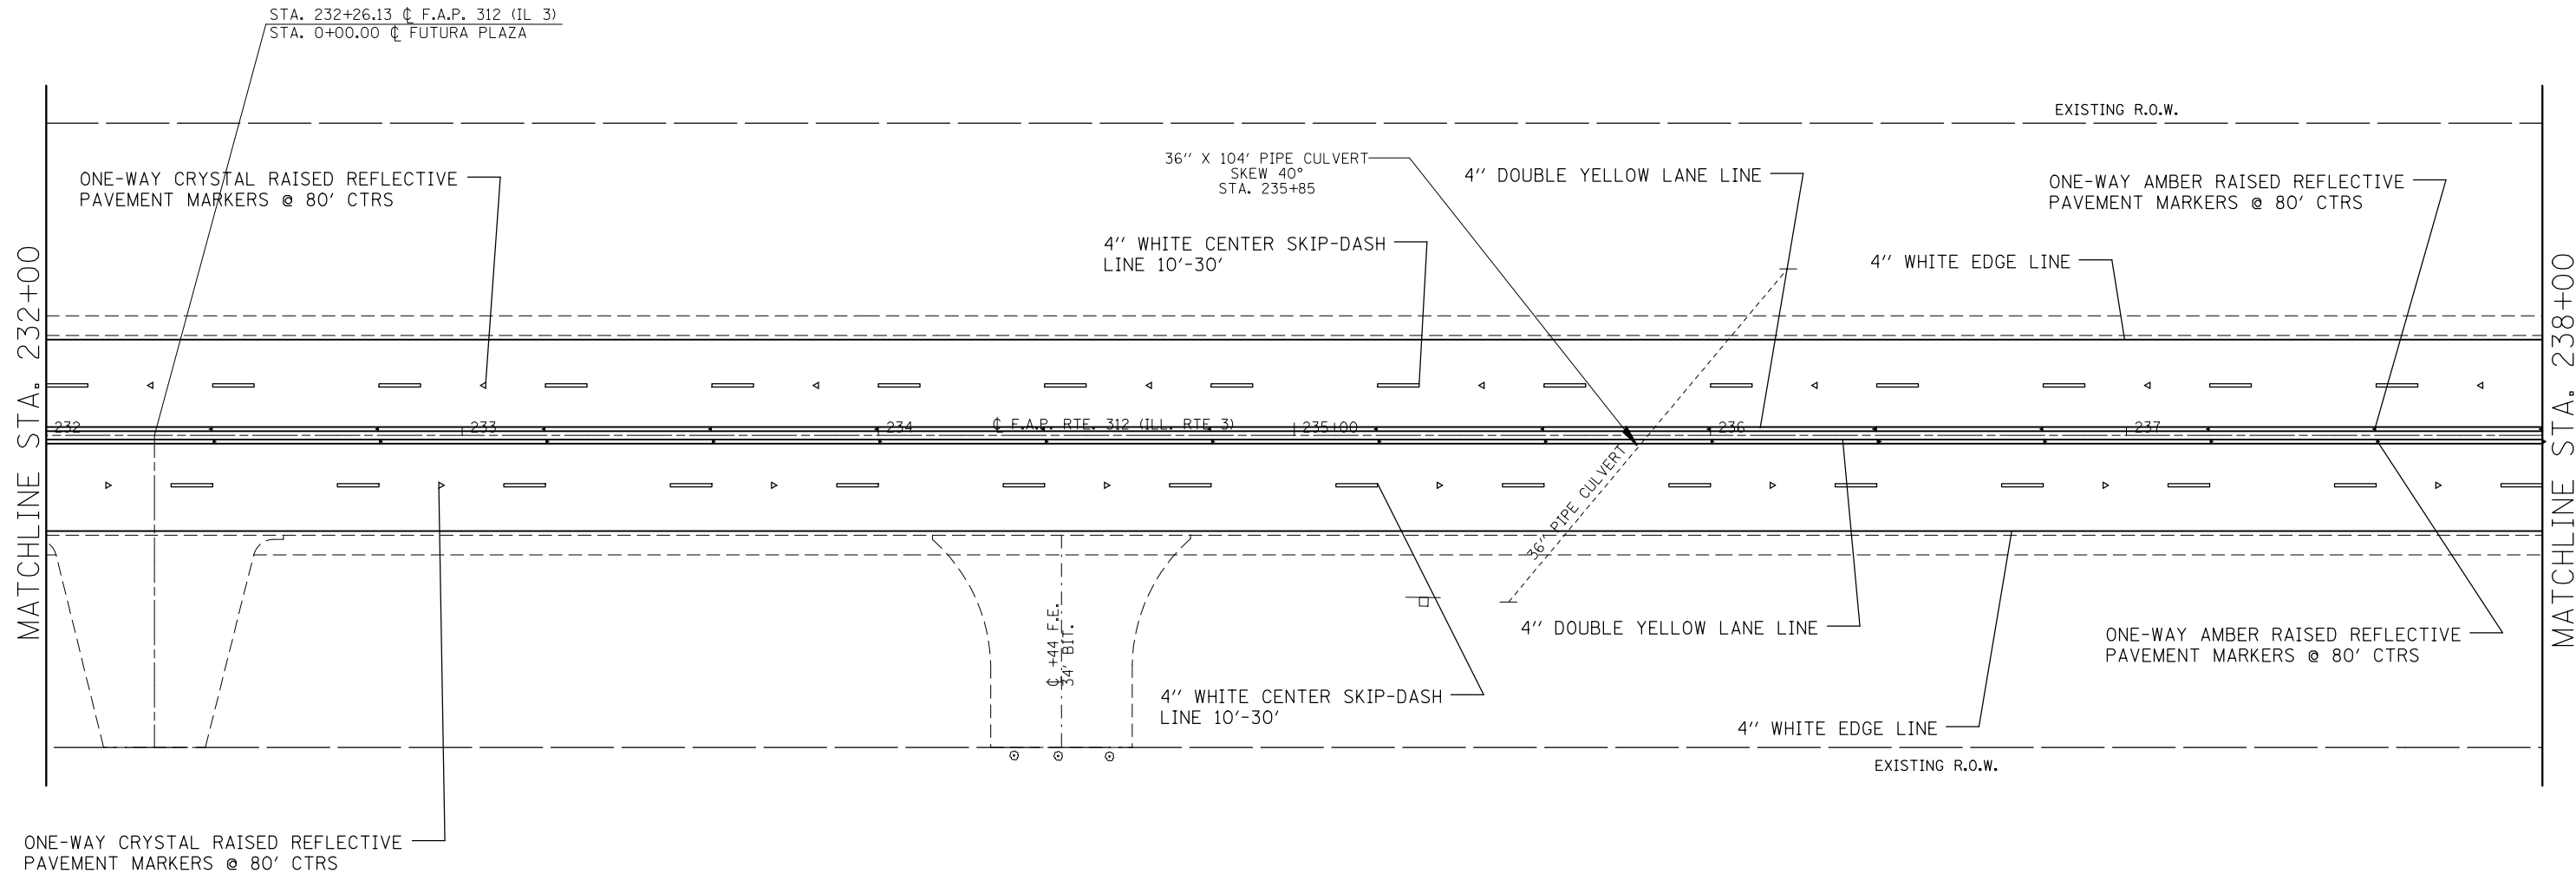 STA. 232+26.13 ℄ F.A.P. 312 (IL 3)
STA. 0+00.00 ℄ FUTURA PLAZA
EXISTING R.O.W.
ONE-WAY CRYSTAL RAISED REFLECTIVE
PAVEMENT MARKERS @ 80' CTRS
36'' X 104' PIPE CULVERT
SKEW 40°
STA. 235+85
4'' DOUBLE YELLOW LANE LINE
ONE-WAY AMBER RAISED REFLECTIVE
PAVEMENT MARKERS @ 80' CTRS
4'' WHITE CENTER SKIP-DASH
LINE 10'-30'
4'' WHITE EDGE LINE
MATCHLINE STA. 232+00
MATCHLINE STA. 238+00
232
233
234
℄ F.A.P. RTE. 312 (ILL. RTE 3)
235+00
236
237
36'' PIPE CULVERT
℄ +44 F.E.
34' BIT.
4'' DOUBLE YELLOW LANE LINE
ONE-WAY AMBER RAISED REFLECTIVE
PAVEMENT MARKERS @ 80' CTRS
4'' WHITE CENTER SKIP-DASH
LINE 10'-30'
4'' WHITE EDGE LINE
EXISTING R.O.W.
ONE-WAY CRYSTAL RAISED REFLECTIVE
PAVEMENT MARKERS @ 80' CTRS